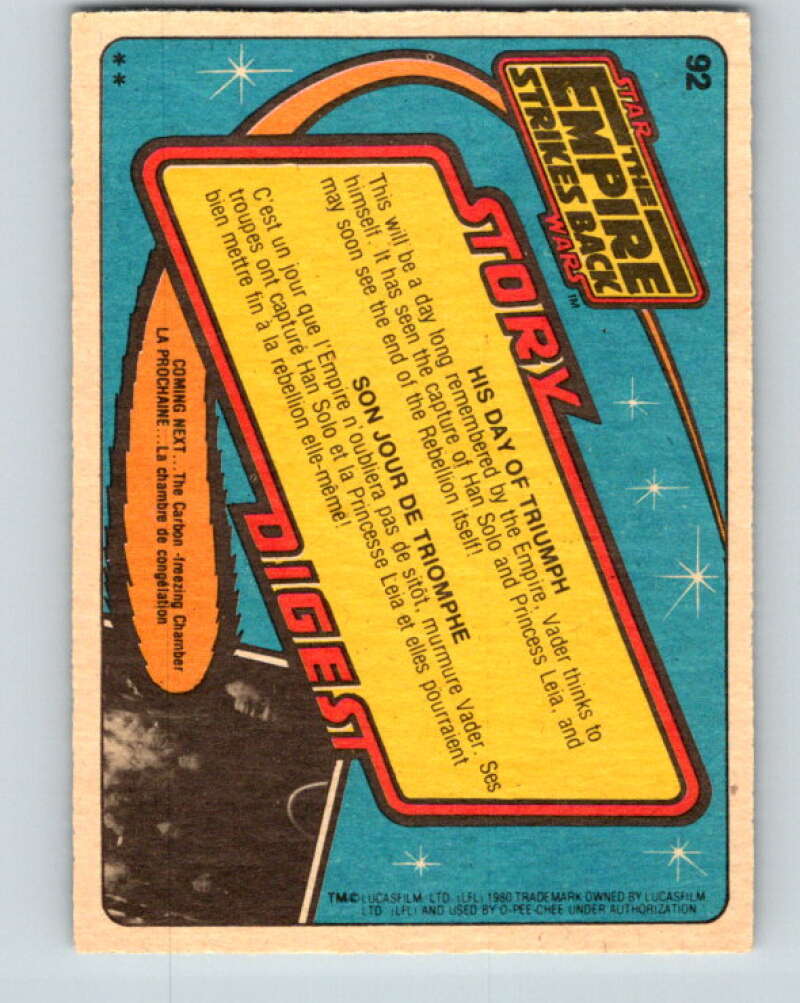 92
STAR
THE
EMPIRE
STRIKES BACK
WARS™
STORY
HIS DAY OF TRIUMPH
This will be a day long remembered by the Empire, Vader thinks to
himself. It has seen the capture of Han Solo and Princess Leia, and
may soon see the end of the Rebellion itself!
SON JOUR DE TRIOMPHE
C'est un jour que l'Empire n'oubliera pas de sitôt, murmure Vader. Ses
troupes ont capturé Han Solo et la Princesse Leia et elles pourraient
bien mettre fin à la rebellion elle-même!
DIGEST
COMING NEXT...The Carbon-freezing Chamber
LA PROCHAINE...La chambre de congélation
TM©LUCASFILM, LTD. (LFL) 1980 TRADEMARK OWNED BY LUCASFILM,
LTD. (LFL) AND USED BY O-PEE-CHEE UNDER AUTHORIZATION.
**